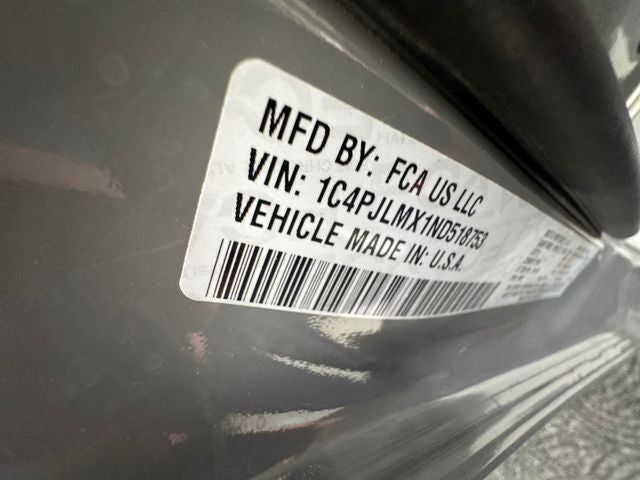 MFD BY: FCA US LLC
VIN: 1C4PJLMX1ND518753
VEHICLE MADE IN: U.S.A.